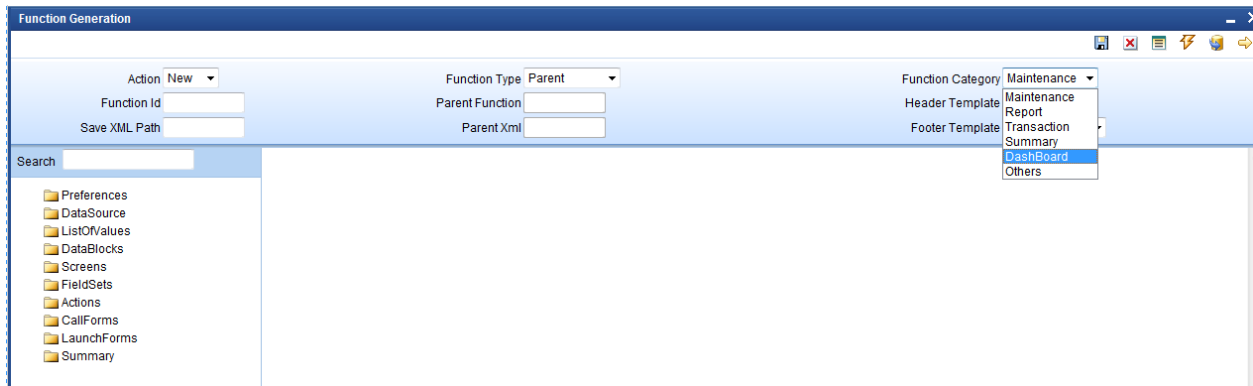 Function Generation
Action New Function Type Parent Function Category Maintenance
Function Id Parent Function Header Template Maintenance
Report
Save XML Path Parent Xml Footer Template Transaction
Summary
Search DashBoard
Others
Preferences
DataSource
ListOfValues
DataBlocks
Screens
FieldSets
Actions
CallForms
LaunchForms
Summary